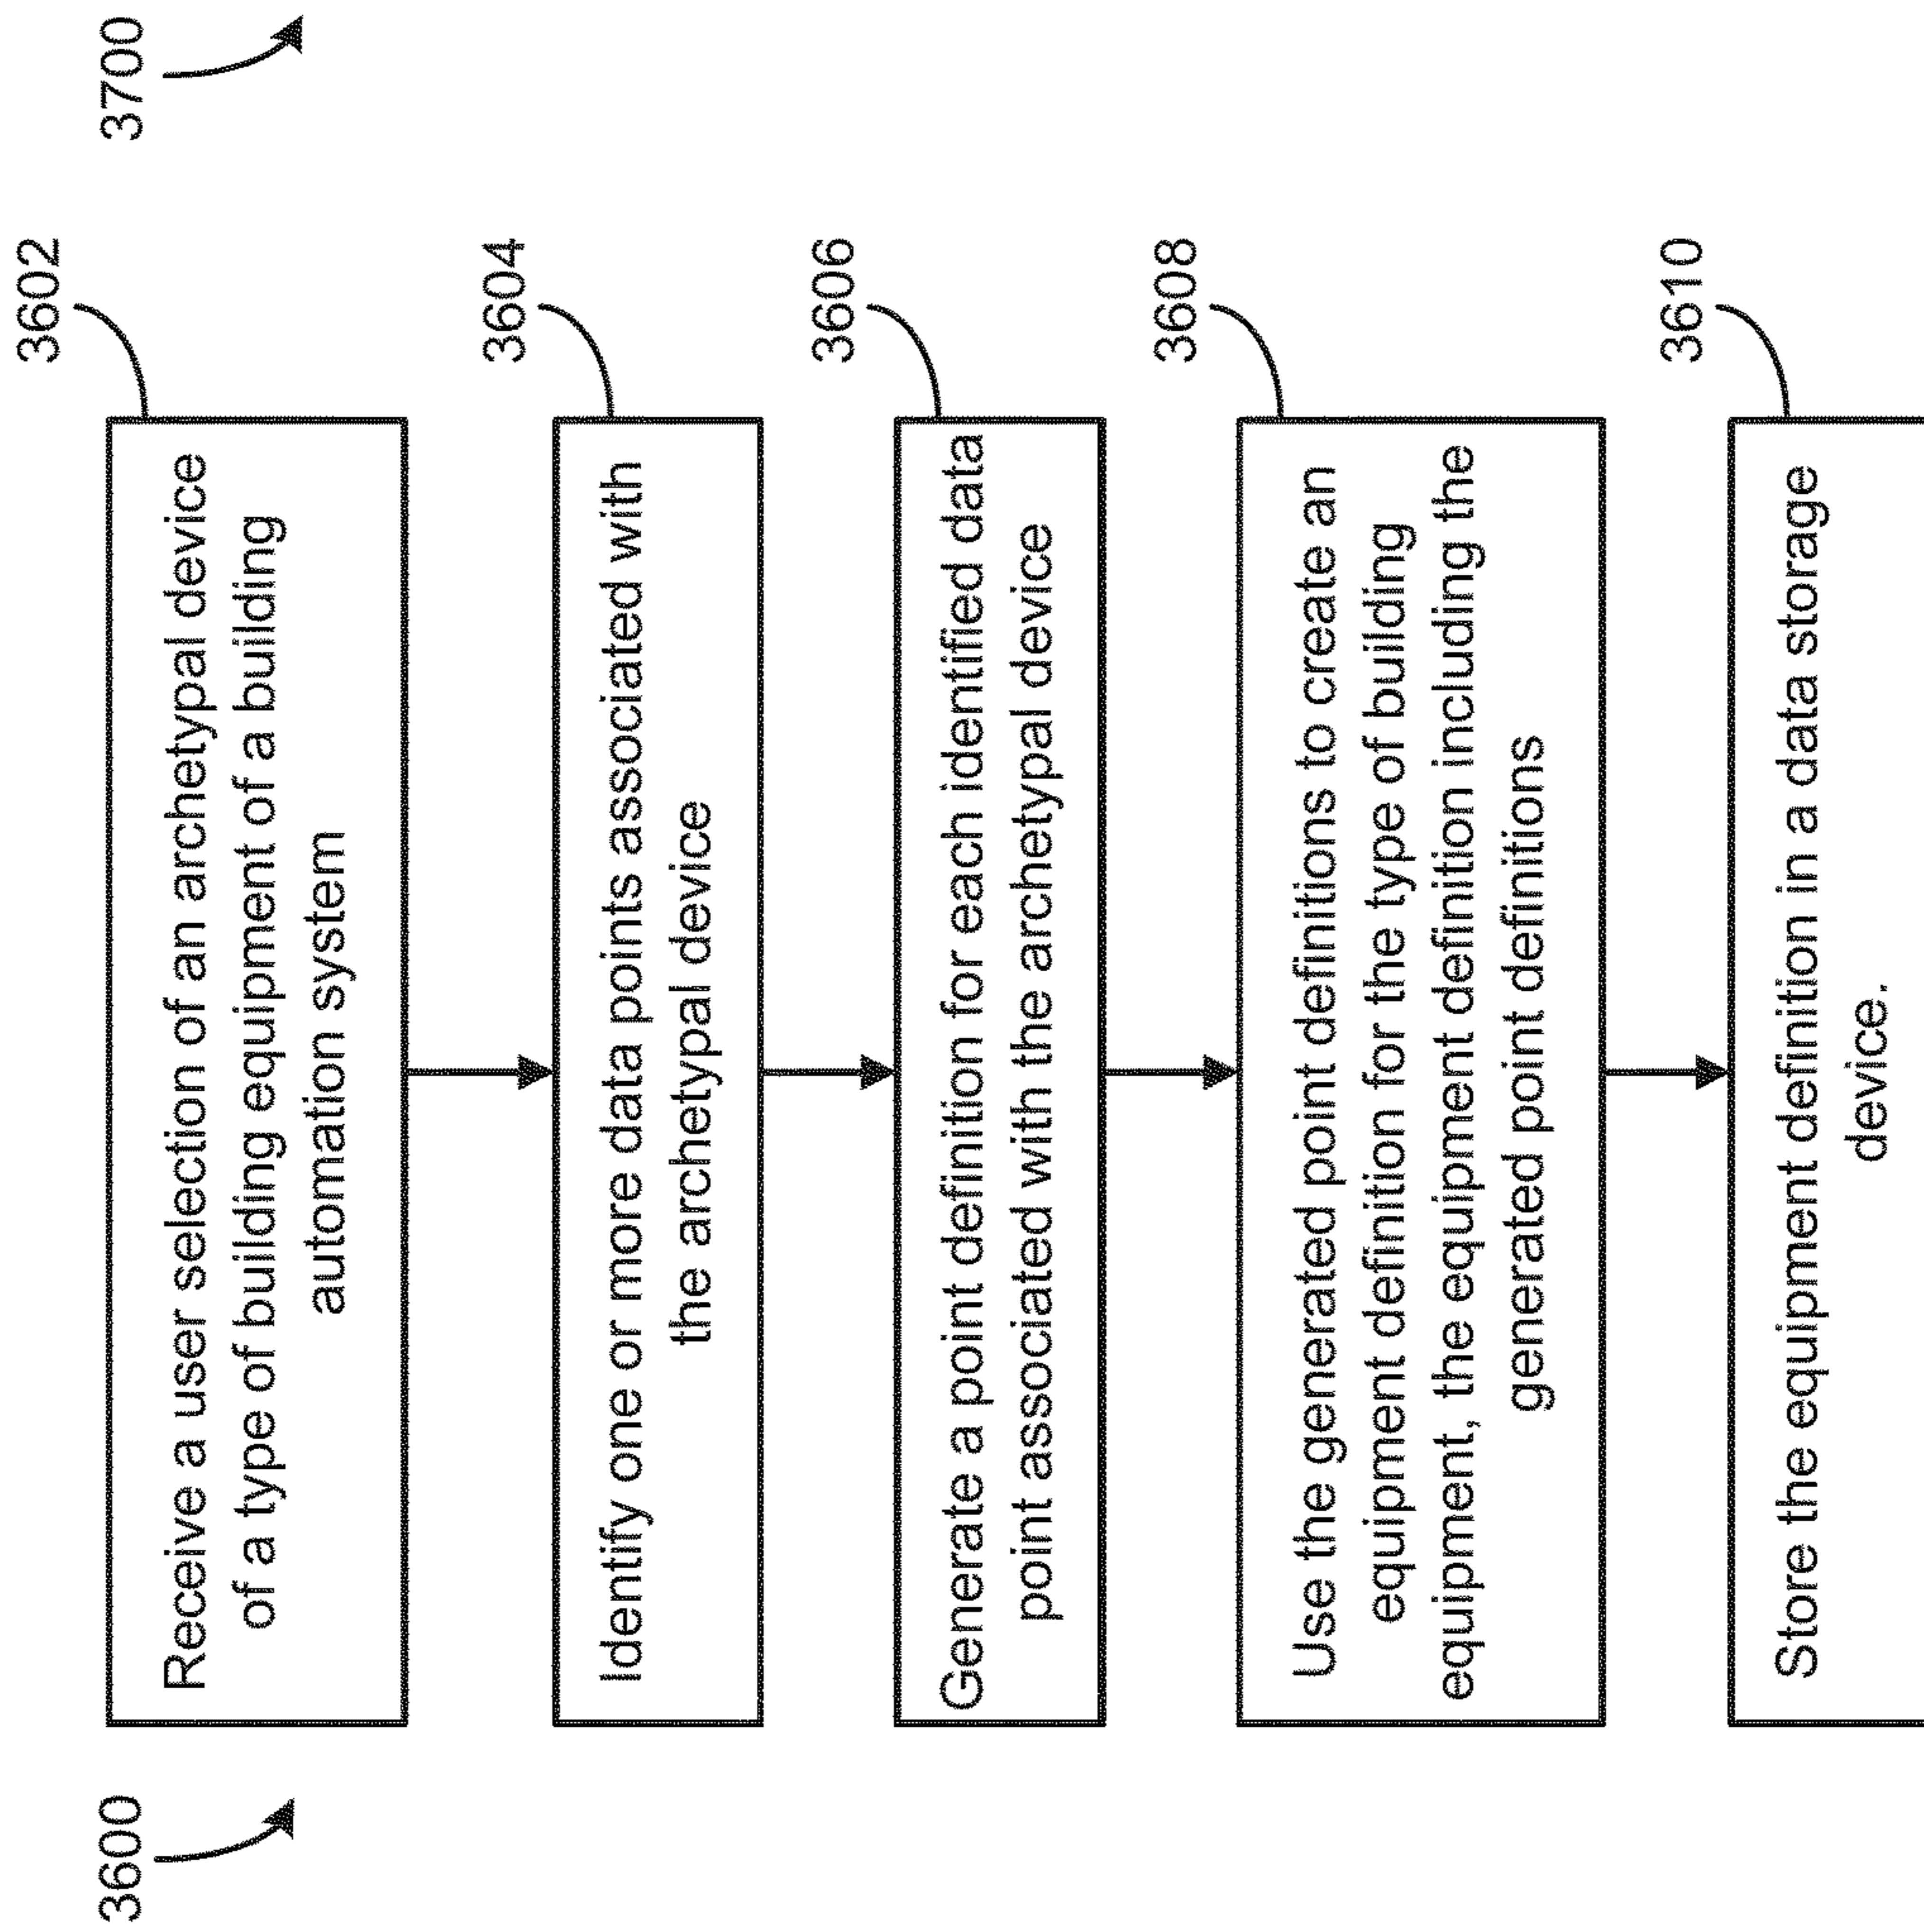 3600
3700
3602
Receive a user selection of an archetypal device
of a type of building equipment of a building
automation system
3604
Identify one or more data points associated with
the archetypal device
3606
Generate a point definition for each identified data
point associated with the archetypal device
3608
Use the generated point definitions to create an
equipment definition for the type of building
equipment, the equipment definition including the
generated point definitions
3610
Store the equipment definition in a data storage
device.